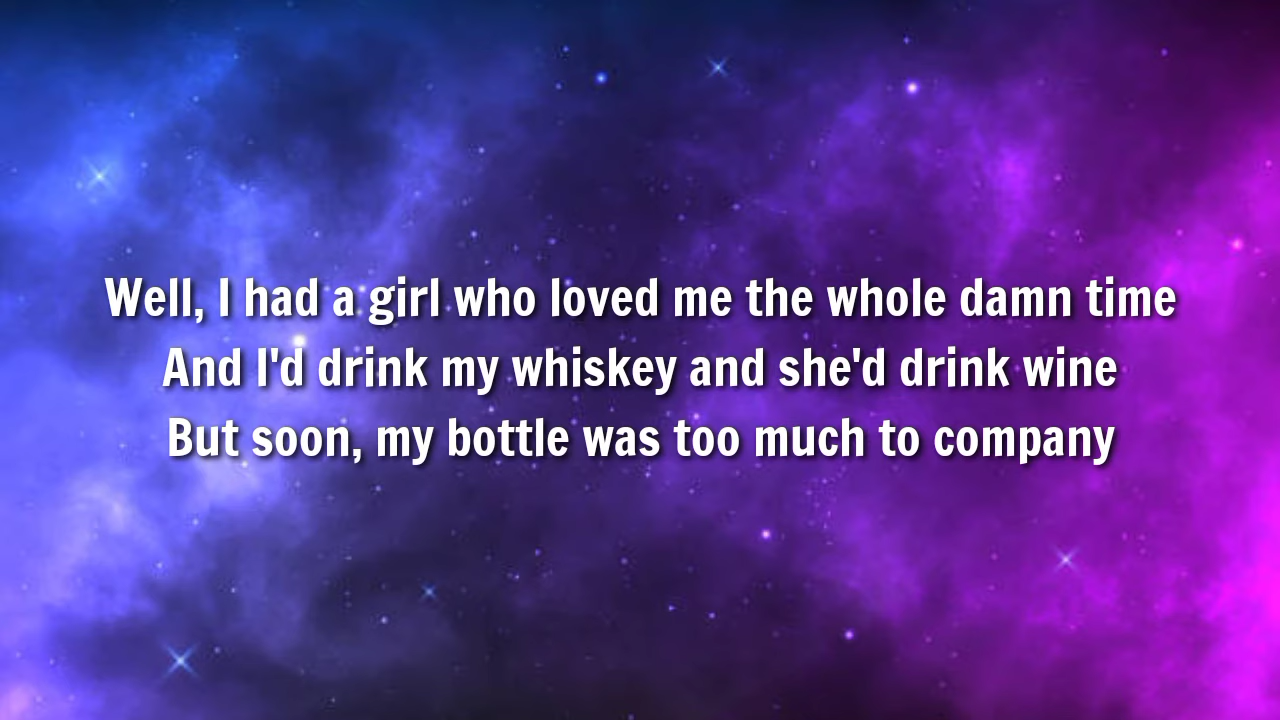 Well, I had a girl who loved me the whole damn time
And I'd drink my whiskey and she'd drink wine
But soon, my bottle was too much to company